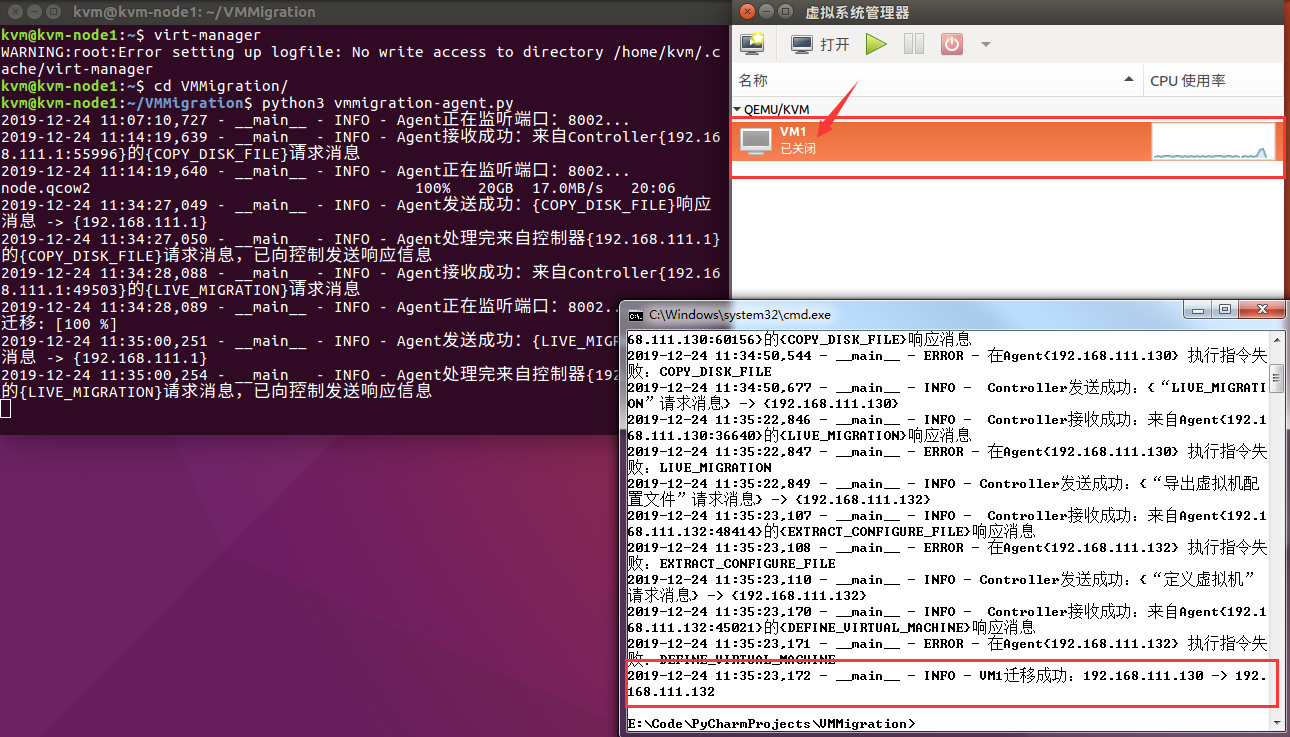 kvm@kvm-node1: ~/VMMigration
kvm@kvm-node1:~$ virt-manager
WARNING:root:Error setting up logfile: No write access to directory /home/kvm/.c
ache/virt-manager
kvm@kvm-node1:~$ cd VMMigration/
kvm@kvm-node1:~/VMMigration$ python3 vmmigration-agent.py
2019-12-24 11:07:10,727 - __main__ - INFO - Agent正在监听端口：8002...
2019-12-24 11:14:19,639 - __main__ - INFO - Agent接收成功：来自Controller{192.16
8.111.1:55996}的{COPY_DISK_FILE}请求消息
2019-12-24 11:14:19,640 - __main__ - INFO - Agent正在监听端口：8002...
node.qcow2 100% 20GB 17.0MB/s 20:06
2019-12-24 11:34:27,049 - __main__ - INFO - Agent发送成功：{COPY_DISK_FILE}响应
消息 -> {192.168.111.1}
2019-12-24 11:34:27,050 - __main__ - INFO - Agent处理完来自控制器{192.168.111.1}
的{COPY_DISK_FILE}请求消息，已向控制发送响应信息
2019-12-24 11:34:28,088 - __main__ - INFO - Agent接收成功：来自Controller{192.16
8.111.1:49503}的{LIVE_MIGRATION}请求消息
2019-12-24 11:34:28,089 - __main__ - INFO - Agent正在监听端口：8002..
迁移：[100 %]
2019-12-24 11:35:00,251 - __main__ - INFO - Agent发送成功：{LIVE_MIGR
消息 -> {192.168.111.1}
2019-12-24 11:35:00,254 - __main__ - INFO - Agent处理完来自控制器{192
的{LIVE_MIGRATION}请求消息，已向控制发送响应信息
虚拟系统管理器
打开
名称
CPU 使用率
QEMU/KVM
VM1
已关闭
C:\Windows\system32\cmd.exe
68.111.130:60156}的{COPY_DISK_FILE}响应消息
2019-12-24 11:34:50,544 - __main__ - ERROR - 在Agent{192.168.111.130} 执行指令失
败：COPY_DISK_FILE
2019-12-24 11:34:50,677 - __main__ - INFO - Controller发送成功：{“LIVE_MIGRATI
ON”请求消息} -> {192.168.111.130}
2019-12-24 11:35:22,846 - __main__ - INFO - Controller接收成功：来自Agent{192.1
68.111.130:36640}的{LIVE_MIGRATION}响应消息
2019-12-24 11:35:22,847 - __main__ - ERROR - 在Agent{192.168.111.130} 执行指令失
败：LIVE_MIGRATION
2019-12-24 11:35:22,849 - __main__ - INFO - Controller发送成功：{“导出虚拟机配
置文件”请求消息} -> {192.168.111.132}
2019-12-24 11:35:23,107 - __main__ - INFO - Controller接收成功：来自Agent{192.1
68.111.132:48414}的{EXTRACT_CONFIGURE_FILE}响应消息
2019-12-24 11:35:23,108 - __main__ - ERROR - 在Agent{192.168.111.132} 执行指令失
败：EXTRACT_CONFIGURE_FILE
2019-12-24 11:35:23,110 - __main__ - INFO - Controller发送成功：{“定义虚拟机”
请求消息} -> {192.168.111.132}
2019-12-24 11:35:23,170 - __main__ - INFO - Controller接收成功：来自Agent{192.1
68.111.132:45021}的{DEFINE_VIRTUAL_MACHINE}响应消息
2019-12-24 11:35:23,171 - __main__ - ERROR - 在Agent{192.168.111.132} 执行指令失
败：DEFINE_VIRTUAL_MACHINE
2019-12-24 11:35:23,172 - __main__ - INFO - VM1迁移成功：192.168.111.130 -> 192.
168.111.132
E:\Code\PyCharmProjects\VMMigration>